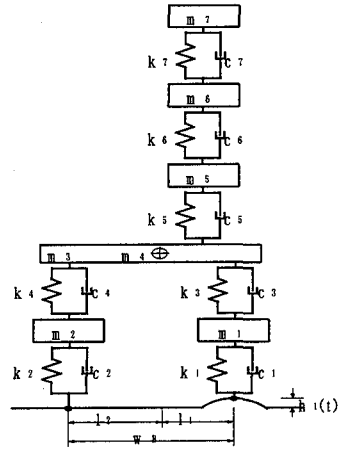 m 7
k 7 C 7
m 6
k 6 C 6
m 5
k 5 C 5
m 3 m 4
k 4 C 4 k 3 C 3
m 2 m 1
k 2 C 2 k 1 C 1
l 2 l 1 R 1(t)
W B